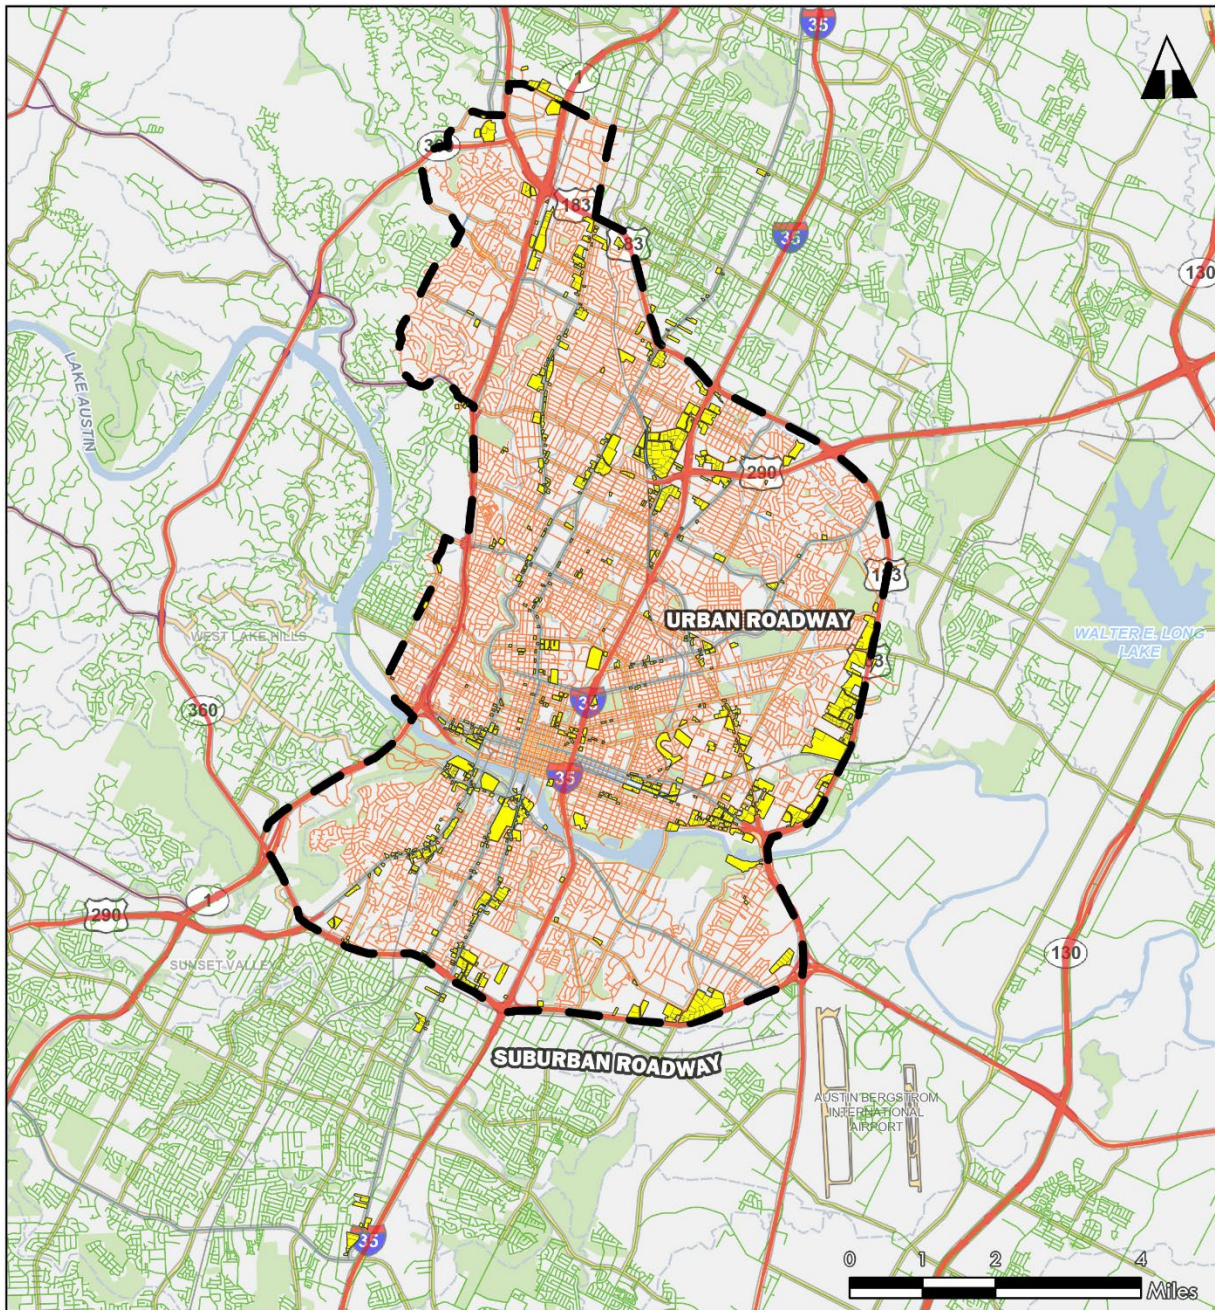 35
1
360
183
183
35
130
LAKE AUSTIN
290
183
URBAN ROADWAY
WEST LAKE HILLS
WALTER E. LONG
LAKE
35
360
35
1
290
SUNSET VALLEY
130
SUBURBAN ROADWAY
AUSTIN BERGSTROM
INTERNATIONAL
AIRPORT
35
0 1 2 4
Miles